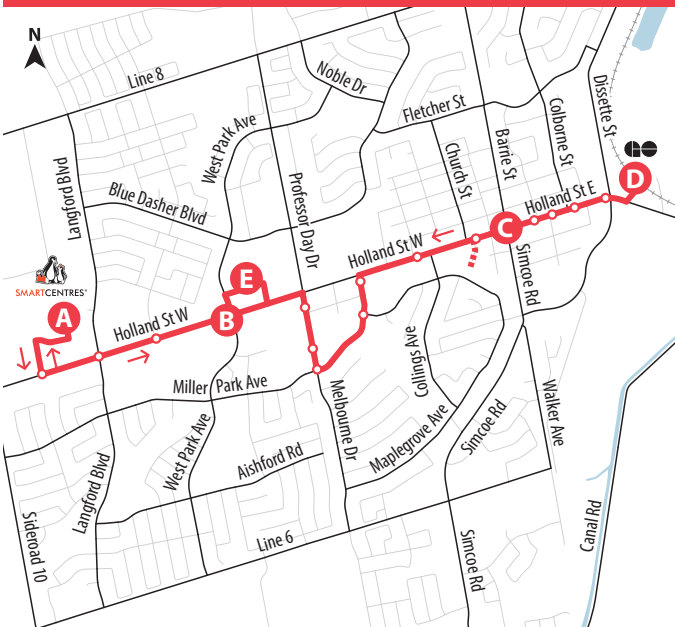 N
Line 8
Noble Dr
Fletcher St
Dissette St
Colborne St
Barrie St
Church St
West Park Ave
Professor Day Dr
Langford Blvd
Blue Dasher Blvd
GO
D
Holland St E
C
Holland St W
Simcoe Rd
E
SMARTCENTRES®
A
B
Holland St W
Miller Park Ave
Collings Ave
Melbourne Dr
Walker Ave
Maplegrove Ave
Simcoe Rd
West Park Ave
Aishford Rd
Langford Blvd
Sideroad 10
Line 6
Simcoe Rd
Canal Rd